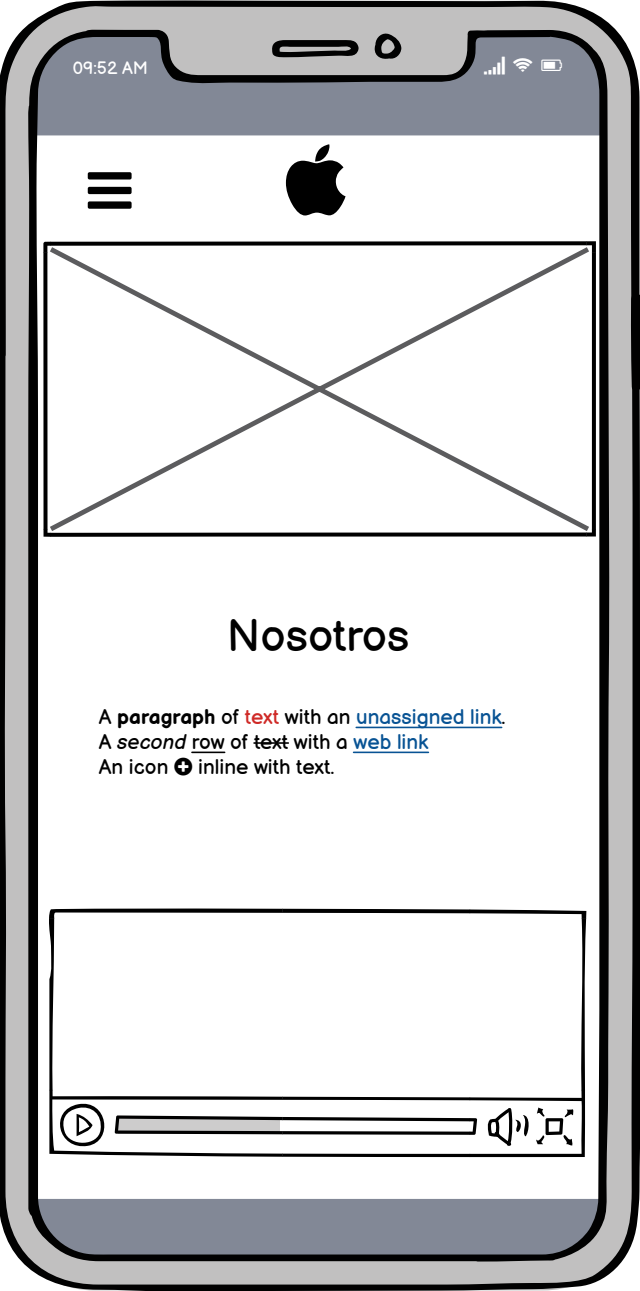 09:52 AM
Nosotros
A paragraph of text with an unassigned link.
A second row of text with a web link
An icon inline with text.